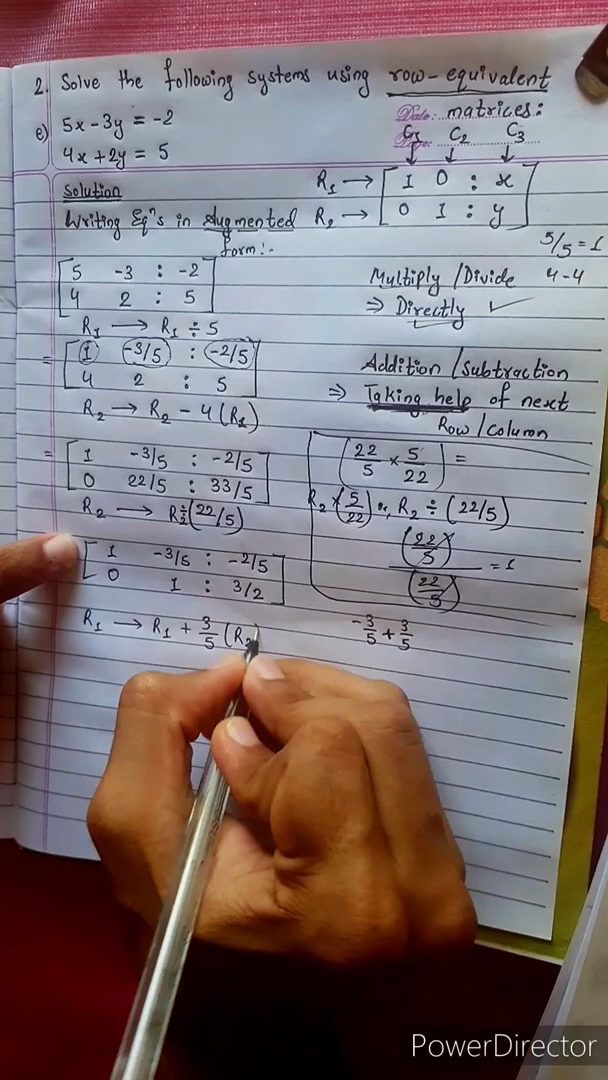 2. Solve the following systems using row-equivalent
Date: matrices:
e) 5x-3y = -2
4x+2y = 5
C1 C2 C3
Solution
R1 → [ 1 0 : x
R2 → 0 1 : y ]
Writing Eqns in Augmented
form:-
5/5 = 1
4-4
[ 5 -3 : -2
4 2 : 5 ]
Multiply /Divide
⇒ Directly ✓
R1 → R1 ÷ 5
= [ 1 -3/5 : -2/5
4 2 : 5 ]
R2 → R2 - 4(R1)
Addition /Subtraction
⇒ Taking help of next
Row/column
= [ 1 -3/5 : -2/5
0 22/5 : 33/5 ]
R2 → R2 ÷ (22/5)
(22/5 × 5/22) =
R2 × (5/22) or, R2 ÷ (22/5)
(22/5) / (22/5) = 1
[ 1 -3/5 : -2/5
0 1 : 3/2 ]
R1 → R1 + 3/5 (R2
-3/5 + 3/5
PowerDirector